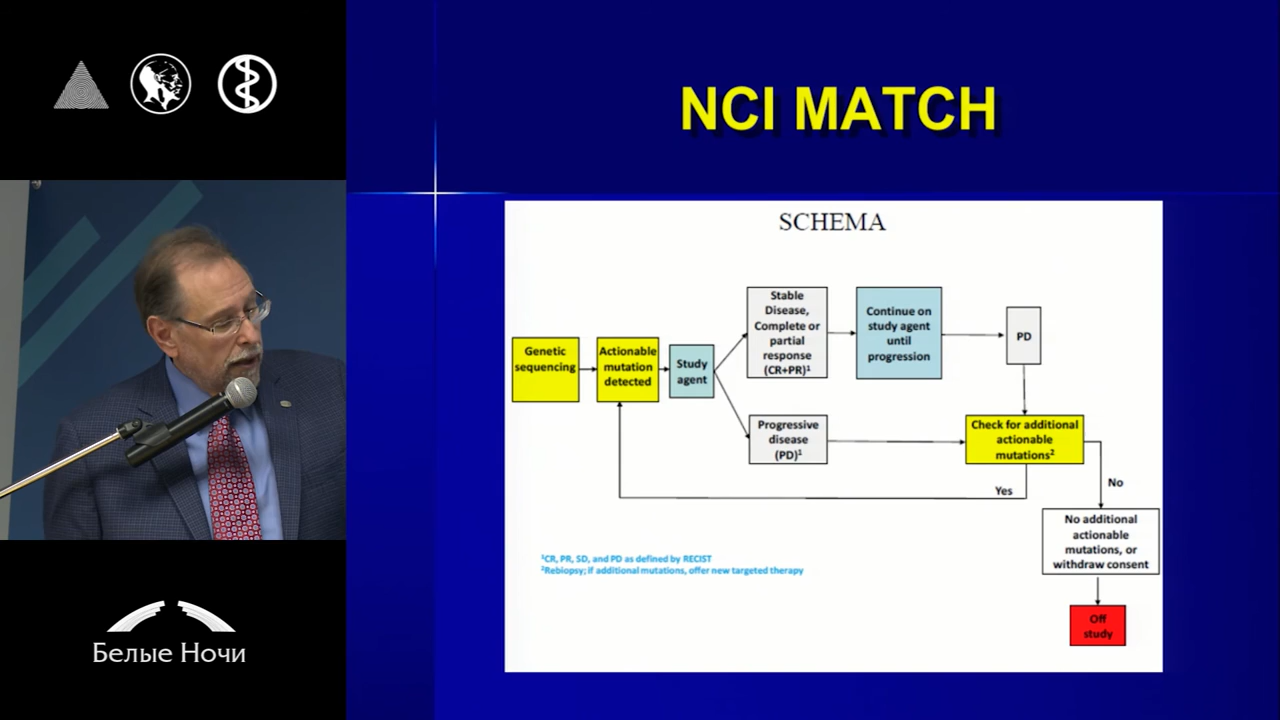 NCI MATCH
SCHEMA
Genetic
sequencing
Actionable
mutation
detected
Study
agent
Stable
Disease,
Complete or
partial
response
(CR+PR)¹
Continue on
study agent
until
progression
PD
Progressive
disease
(PD)¹
Check for additional
actionable
mutations²
Yes
No
No additional
actionable
mutations, or
withdraw consent
Off
study
¹CR, PR, SD, and PD as defined by RECIST
²Rebiopsy; if additional mutations, offer new targeted therapy
Белые Ночи